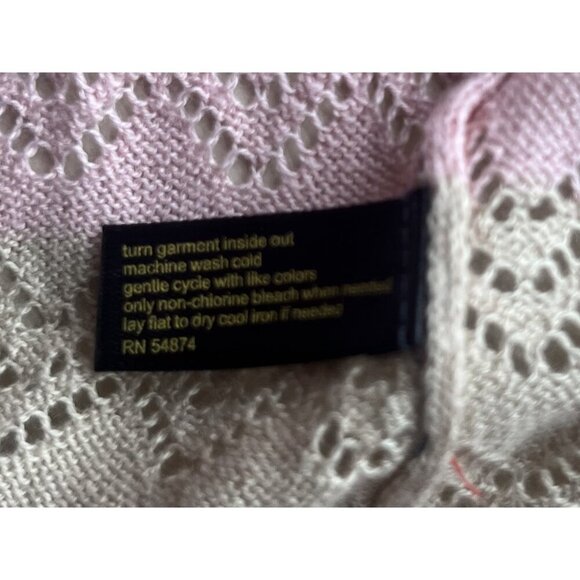 turn garment inside out
machine wash cold
gentle cycle with like colors
only non-chlorine bleach when needed
lay flat to dry cool iron if needed
RN 54874